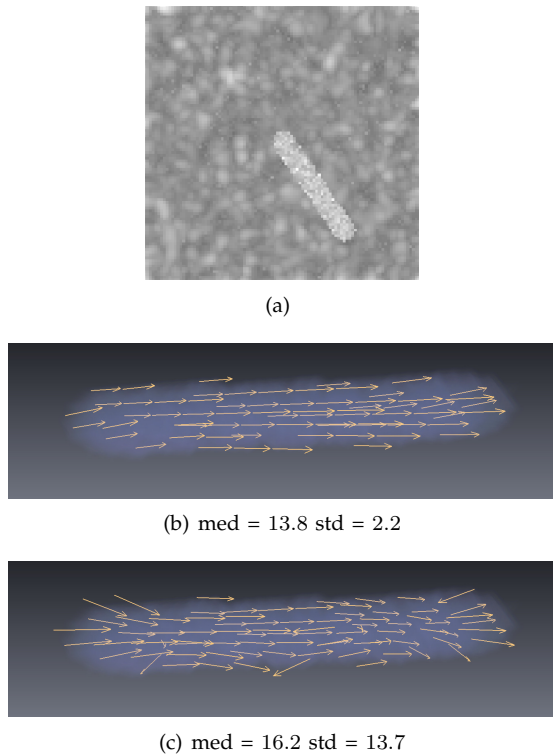 (a)
(b) med = 13.8 std = 2.2
(c) med = 16.2 std = 13.7